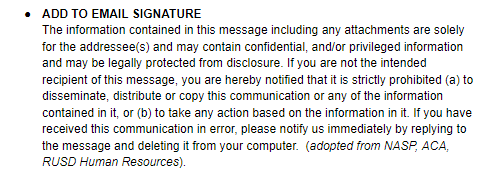 • ADD TO EMAIL SIGNATURE
The information contained in this message including any attachments are solely
for the addressee(s) and may contain confidential, and/or privileged information
and may be legally protected from disclosure. If you are not the intended
recipient of this message, you are hereby notified that it is strictly prohibited (a) to
disseminate, distribute or copy this communication or any of the information
contained in it, or (b) to take any action based on the information in it. If you have
received this communication in error, please notify us immediately by replying to
the message and deleting it from your computer.  (adopted from NASP, ACA,
RUSD Human Resources).